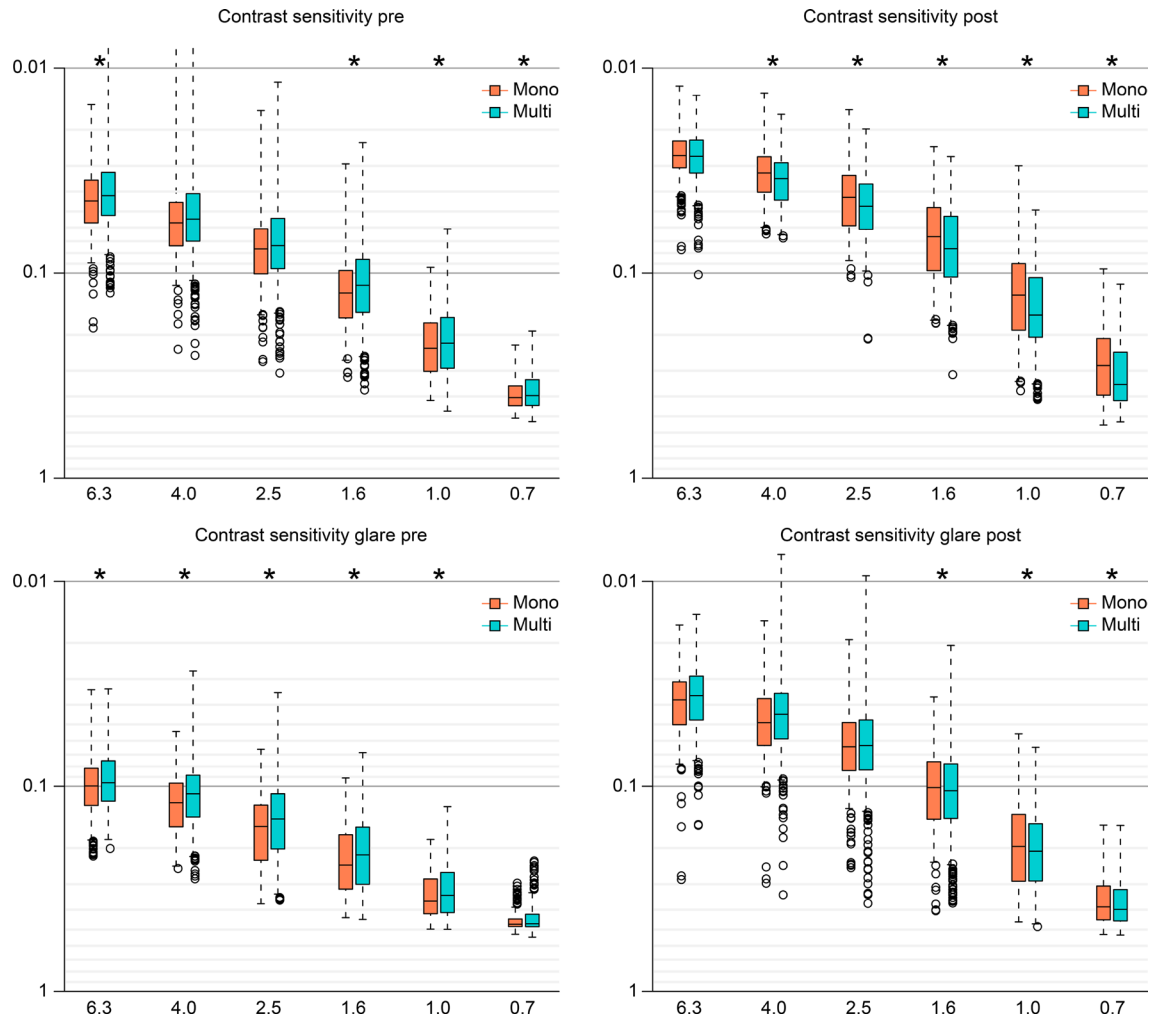 Contrast sensitivity pre
* * * *
0.01
Mono
Multi
0.1
1
6.3 4.0 2.5 1.6 1.0 0.7
Contrast sensitivity post
* * * * *
0.01
Mono
Multi
0.1
1
6.3 4.0 2.5 1.6 1.0 0.7
Contrast sensitivity glare pre
* * * * *
0.01
Mono
Multi
0.1
1
6.3 4.0 2.5 1.6 1.0 0.7
Contrast sensitivity glare post
* * *
0.01
Mono
Multi
0.1
1
6.3 4.0 2.5 1.6 1.0 0.7